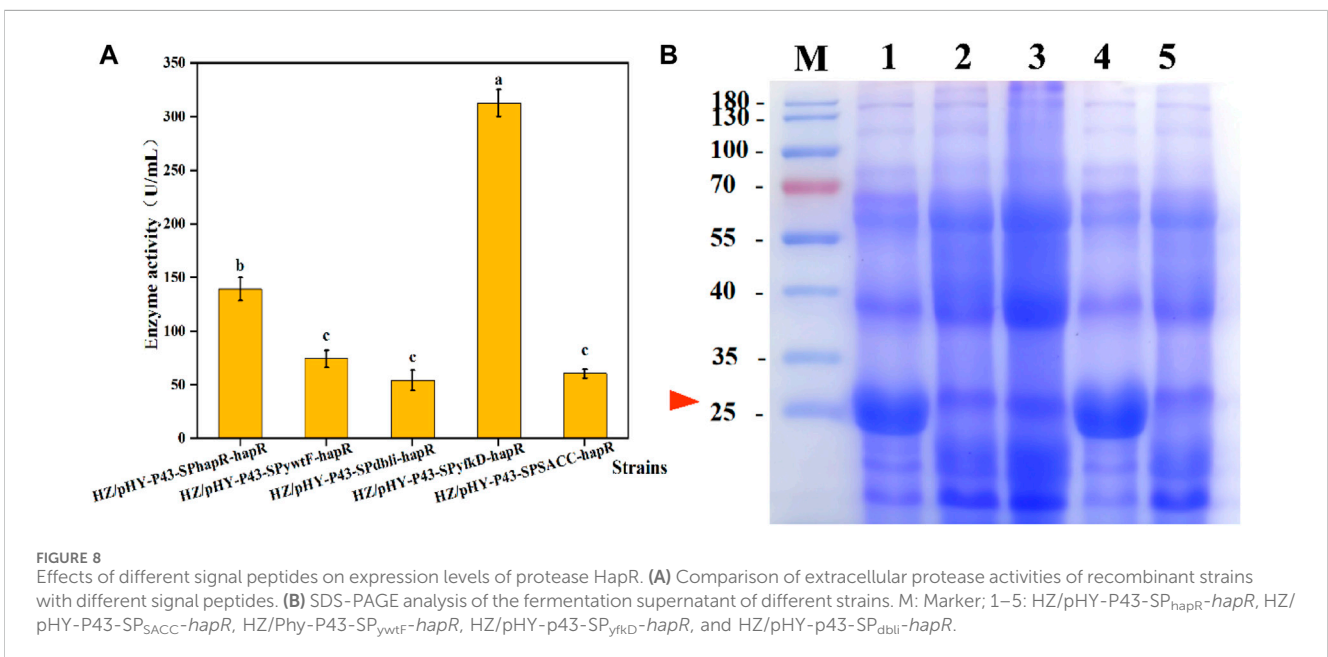 A
Enzyme activity (U/mL)
350
300
250
200
150
100
50
0
b
c
c
a
c
HZ/pHY-P43-SPhapR-hapR
HZ/pHY-P43-SPywtF-hapR
HZ/pHY-P43-SPdbli-hapR
HZ/pHY-P43-SPyfkD-hapR
HZ/pHY-P43-SPSACC-hapR
Strains
B
M 1 2 3 4 5
180 -
130 -
100 -
70 -
55 -
40 -
35 -
25 -
FIGURE 8
Effects of different signal peptides on expression levels of protease HapR. (A) Comparison of extracellular protease activities of recombinant strains
with different signal peptides. (B) SDS-PAGE analysis of the fermentation supernatant of different strains. M: Marker; 1–5: HZ/pHY-P43-SPhapR-hapR, HZ/
pHY-P43-SPSACC-hapR, HZ/Phy-P43-SPywtF-hapR, HZ/pHY-p43-SPyfkD-hapR, and HZ/pHY-p43-SPdbli-hapR.